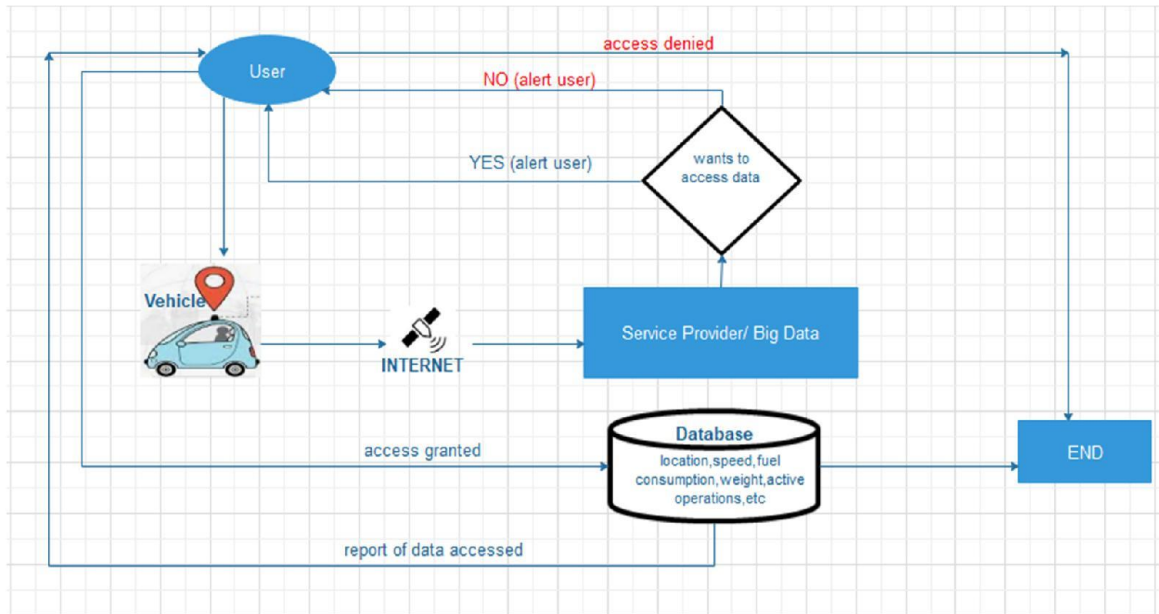 access denied
User
NO (alert user)
YES (alert user)
wants to
access data
Vehicle
Service Provider/ Big Data
INTERNET
Database
location,speed,fuel
consumption,weight,active
operations,etc
access granted
END
report of data accessed